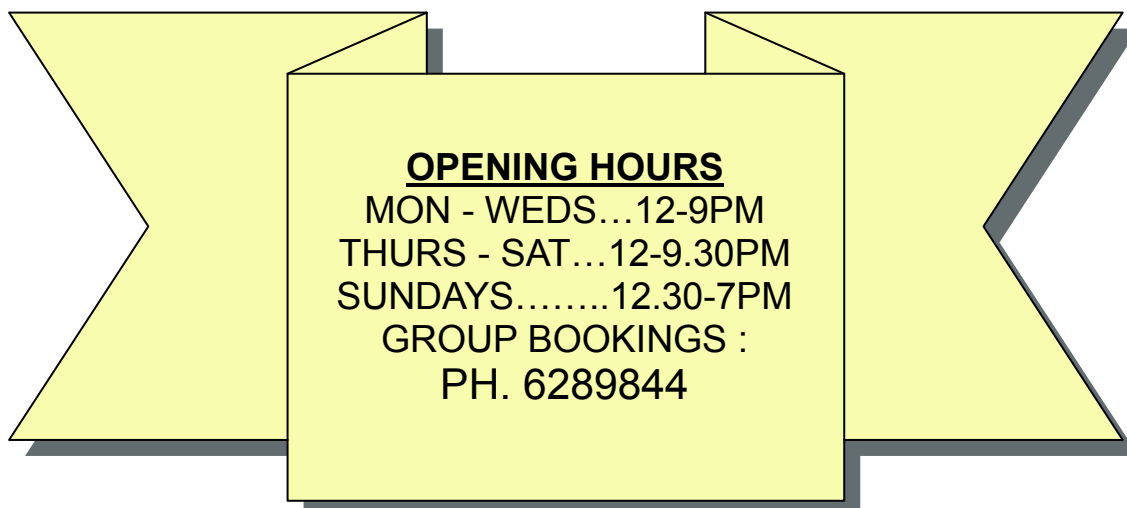 OPENING HOURS
MON - WEDS…12-9PM
THURS - SAT…12-9.30PM
SUNDAYS……..12.30-7PM
GROUP BOOKINGS :
PH. 6289844